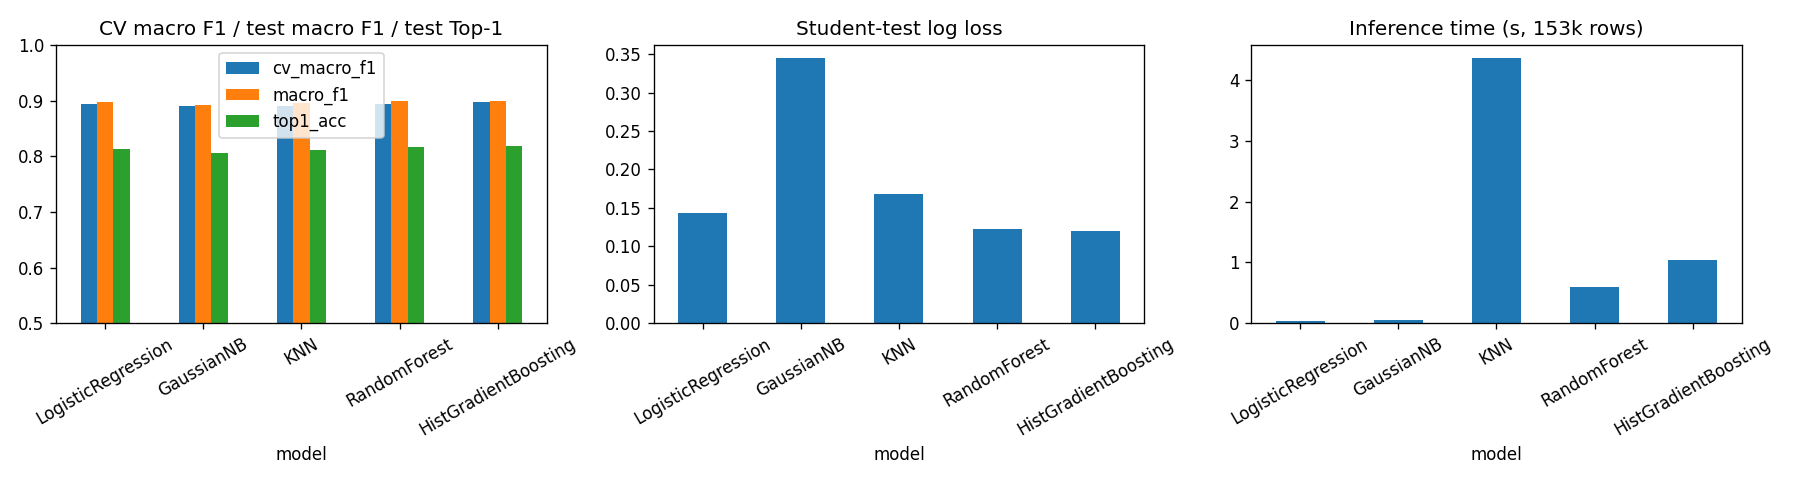 CV macro F1 / test macro F1 / test Top-1
1.0
0.9
0.8
0.7
0.6
0.5
cv_macro_f1
macro_f1
top1_acc
LogisticRegression
GaussianNB
KNN
RandomForest
HistGradientBoosting
model
Student-test log loss
0.35
0.30
0.25
0.20
0.15
0.10
0.05
0.00
LogisticRegression
GaussianNB
KNN
RandomForest
HistGradientBoosting
model
Inference time (s, 153k rows)
4
3
2
1
0
LogisticRegression
GaussianNB
KNN
RandomForest
HistGradientBoosting
model